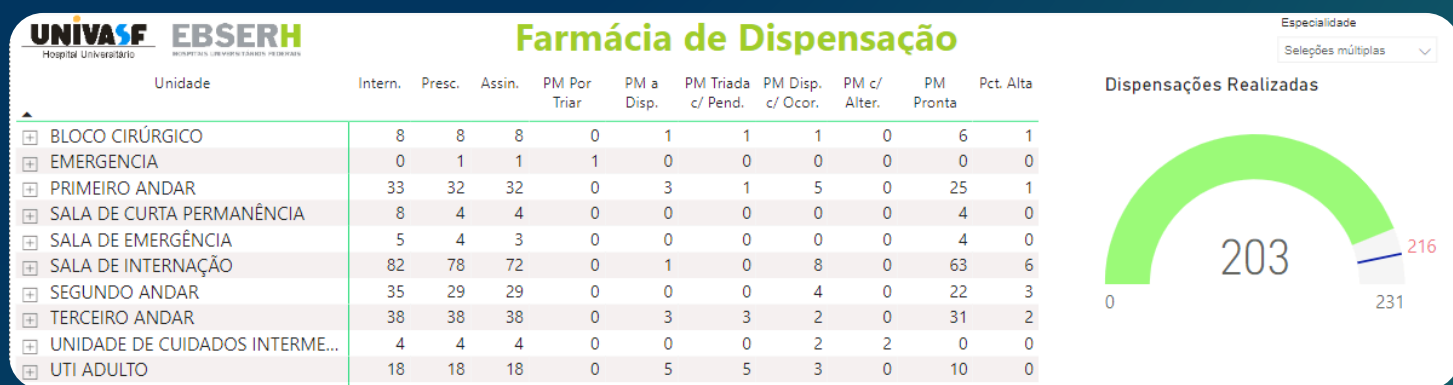 UNIVASF EBSERH Farmácia de Dispensação
Hospital Universitário HOSPITAIS UNIVERSITÁRIOS FEDERAIS
Especialidade
Seleções múltiplas
Unidade Intern. Presc. Assin. PM Por Triar PM a Disp. PM Triada c/ Pend. PM Disp. c/ Ocor. PM c/ Alter. PM Pronta Pct. Alta
BLOCO CIRÚRGICO 8 8 8 0 1 1 1 0 6 1
EMERGENCIA 0 1 1 1 0 0 0 0 0 0
PRIMEIRO ANDAR 33 32 32 0 3 1 5 0 25 1
SALA DE CURTA PERMANÊNCIA 8 4 4 0 0 0 0 0 4 0
SALA DE EMERGÊNCIA 5 4 3 0 0 0 0 0 4 0
SALA DE INTERNAÇÃO 82 78 72 0 1 0 8 0 63 6
SEGUNDO ANDAR 35 29 29 0 0 0 4 0 22 3
TERCEIRO ANDAR 38 38 38 0 3 3 2 0 31 2
UNIDADE DE CUIDADOS INTERME... 4 4 4 0 0 0 2 2 0 0
UTI ADULTO 18 18 18 0 5 5 3 0 10 0
Dispensações Realizadas
203
216
0 231